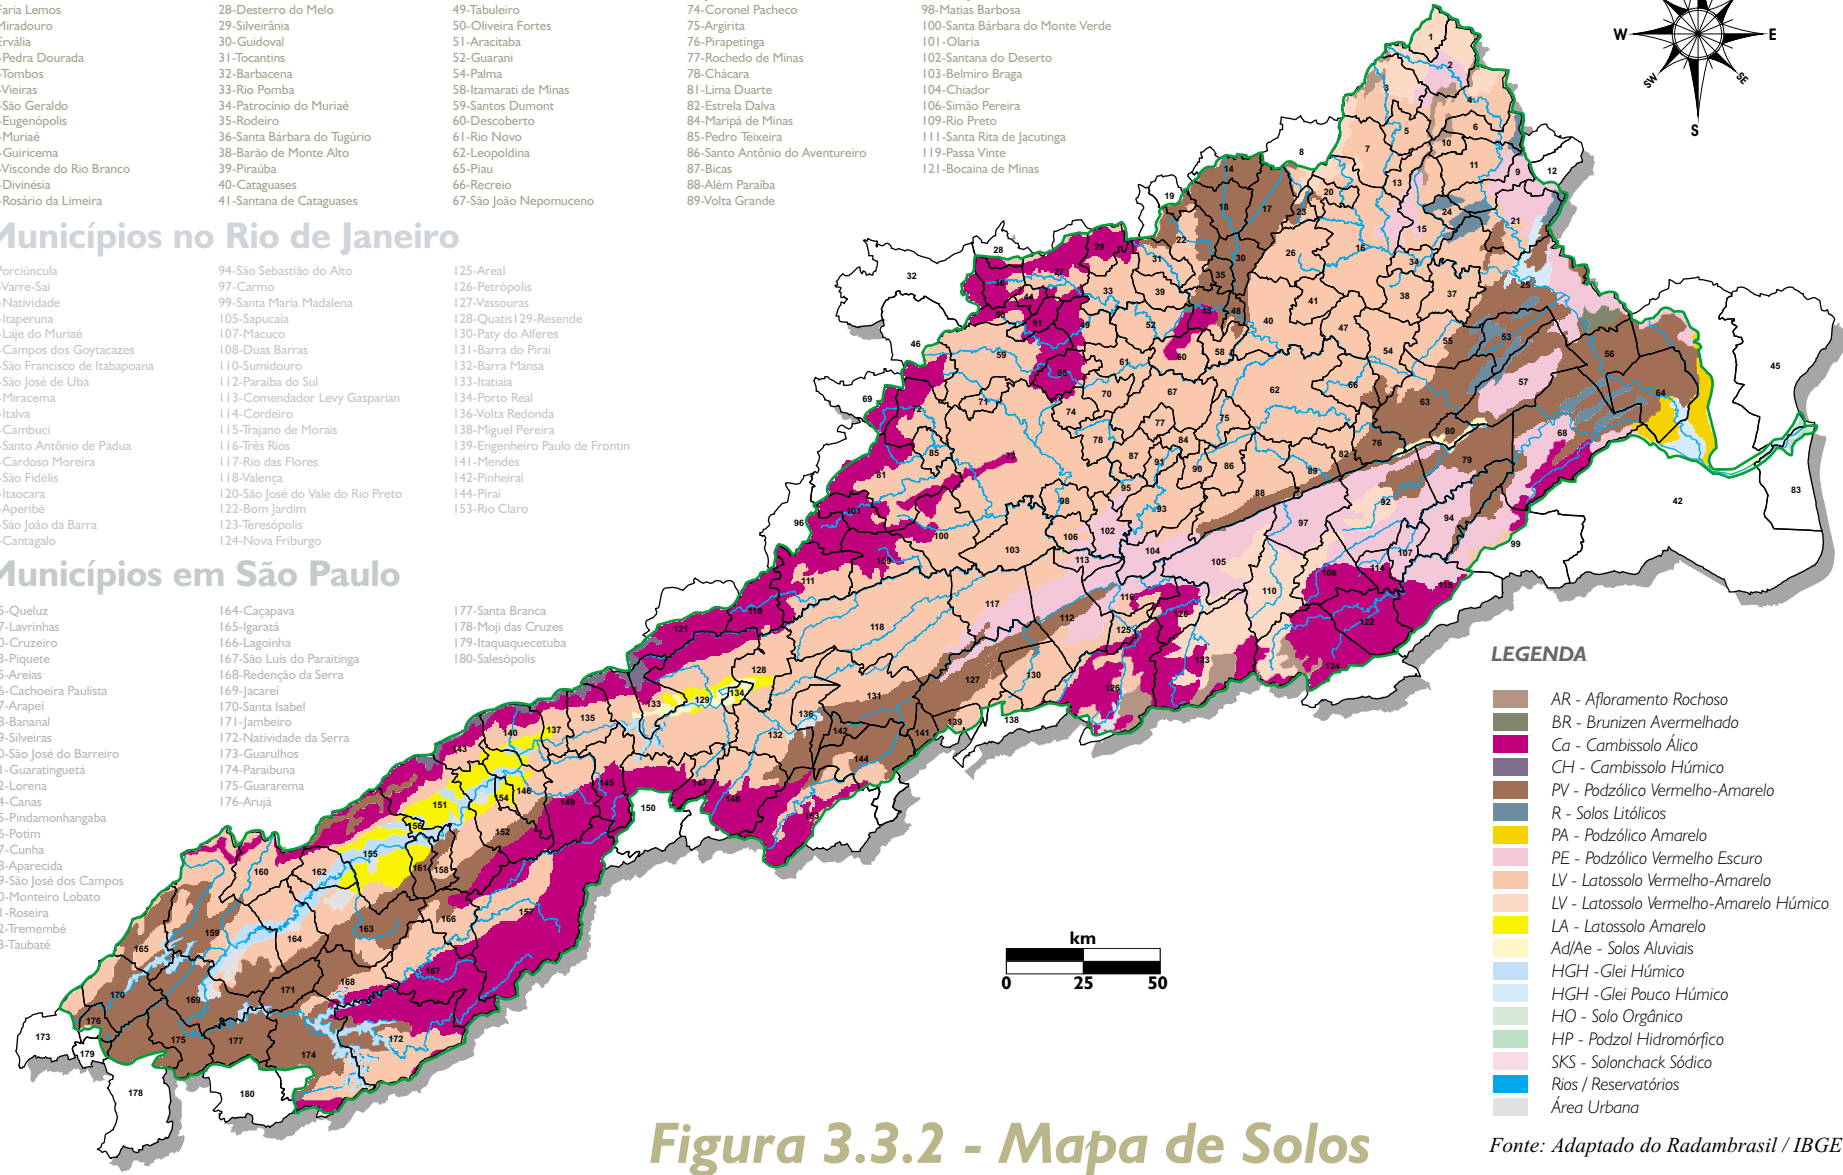 Faria Lemos
Miradouro
Ervália
-Pedra Dourada
-Tombos
-Vieiras
-São Geraldo
-Eugenópolis
-Muriaé
-Guiricema
-Visconde do Rio Branco
-Divinésia
-Rosário da Limeira
28-Desterro do Melo
29-Silveirânia
30-Guidoval
31-Tocantins
32-Barbacena
33-Rio Pomba
34-Patrocínio do Muriaé
35-Rodeiro
36-Santa Bárbara do Tugúrio
38-Barão de Monte Alto
39-Piraúba
40-Cataguases
41-Santana de Cataguases
49-Tabuleiro
50-Oliveira Fortes
51-Aracitaba
52-Guarani
54-Palma
58-Itamarati de Minas
59-Santos Dumont
60-Descoberto
61-Rio Novo
62-Leopoldina
65-Piau
66-Recreio
67-São João Nepomuceno
74-Coronel Pacheco
75-Argirita
76-Pirapetinga
77-Rochedo de Minas
78-Chácara
81-Lima Duarte
82-Estrela Dalva
84-Maripá de Minas
85-Pedro Teixeira
86-Santo Antônio do Aventureiro
87-Bicas
88-Além Paraíba
89-Volta Grande
98-Matias Barbosa
100-Santa Bárbara do Monte Verde
101-Olaria
102-Santana do Deserto
103-Belmiro Braga
104-Chiador
106-Simão Pereira
109-Rio Preto
111-Santa Rita de Jacutinga
119-Passa Vinte
121-Bocaina de Minas
Municípios no Rio de Janeiro
Porciúncula
-Varre-Sai
-Natividade
-Itaperuna
-Laje do Muriaé
-Campos dos Goytacazes
-São Francisco de Itabapoana
-São José de Ubá
-Miracema
-Italva
-Cambuci
-Santo Antônio de Pádua
-Cardoso Moreira
-São Fidélis
-Itaocara
-Aperibé
-São João da Barra
-Cantagalo
94-São Sebastião do Alto
97-Carmo
99-Santa Maria Madalena
105-Sapucaia
107-Macuco
108-Duas Barras
110-Sumidouro
112-Paraíba do Sul
113-Comendador Levy Gasparian
114-Cordeiro
115-Trajano de Morais
116-Três Rios
117-Rio das Flores
118-Valença
120-São José do Vale do Rio Preto
122-Bom Jardim
123-Teresópolis
124-Nova Friburgo
125-Areal
126-Petrópolis
127-Vassouras
128-Quatis129-Resende
130-Paty do Alferes
131-Barra do Piraí
132-Barra Mansa
133-Itatiaia
134-Porto Real
136-Volta Redonda
138-Miguel Pereira
139-Engenheiro Paulo de Frontin
141-Mendes
142-Pinheiral
144-Piraí
153-Rio Claro
Municípios em São Paulo
5-Queluz
7-Lavrinhas
0-Cruzeiro
3-Piquete
5-Areias
6-Cachoeira Paulista
7-Arapeí
8-Bananal
9-Silveiras
0-São José do Barreiro
1-Guaratinguetá
2-Lorena
4-Canas
5-Pindamonhangaba
6-Potim
7-Cunha
8-Aparecida
9-São José dos Campos
0-Monteiro Lobato
1-Roseira
2-Tremembé
3-Taubaté
164-Caçapava
165-Igaratá
166-Lagoinha
167-São Luís do Paraitinga
168-Redenção da Serra
169-Jacareí
170-Santa Isabel
171-Jambeiro
172-Natividade da Serra
173-Guarulhos
174-Paraibuna
175-Guararema
176-Arujá
177-Santa Branca
178-Moji das Cruzes
179-Itaquaquecetuba
180-Salesópolis
W
E
SW
SE
S
km
0 25 50
LEGENDA
AR - Afloramento Rochoso
BR - Brunizen Avermelhado
Ca - Cambissolo Álico
CH - Cambissolo Húmico
PV - Podzólico Vermelho-Amarelo
R - Solos Litólicos
PA - Podzólico Amarelo
PE - Podzólico Vermelho Escuro
LV - Latossolo Vermelho-Amarelo
LV - Latossolo Vermelho-Amarelo Húmico
LA - Latossolo Amarelo
Ad/Ae - Solos Aluviais
HGH -Glei Húmico
HGH -Glei Pouco Húmico
HO - Solo Orgânico
HP - Podzol Hidromórfico
SKS - Solonchack Sódico
Rios / Reservatórios
Área Urbana
Figura 3.3.2 - Mapa de Solos
Fonte: Adaptado do Radambrasil / IBGE